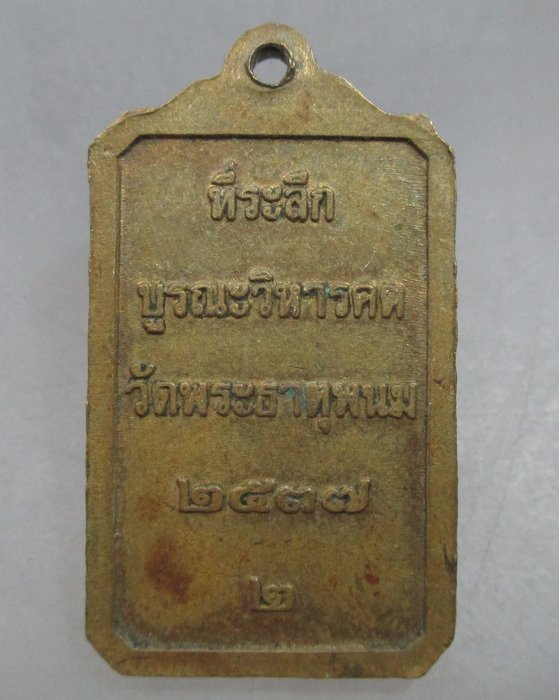 ที่ระลึก
บูรณะวิหารคต
วัดพระธาตุพนม
๒๕๓๗
๒